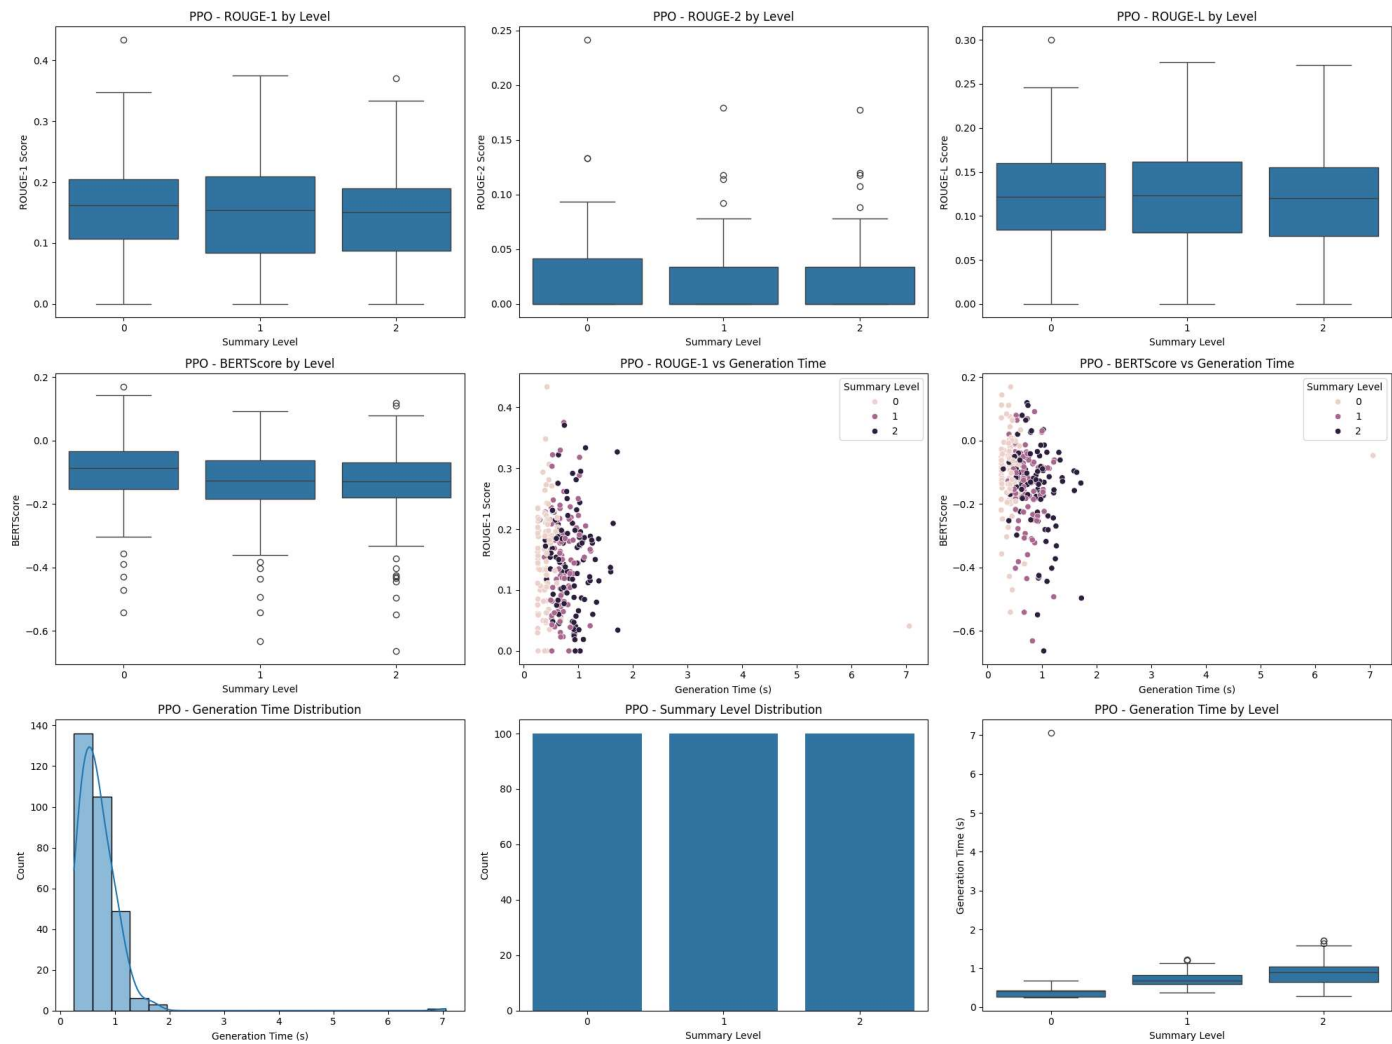 PPO - ROUGE-1 by Level
ROUGE-1 Score
0.4
0.3
0.2
0.1
0.0
0 1 2
Summary Level
PPO - ROUGE-2 by Level
ROUGE-2 Score
0.25
0.20
0.15
0.10
0.05
0.00
0 1 2
Summary Level
PPO - ROUGE-L by Level
ROUGE-L Score
0.30
0.25
0.20
0.15
0.10
0.05
0.00
0 1 2
Summary Level
PPO - BERTScore by Level
BERTScore
0.2
0.0
−0.2
−0.4
−0.6
0 1 2
Summary Level
PPO - ROUGE-1 vs Generation Time
Summary Level
0
1
2
ROUGE-1 Score
0.4
0.3
0.2
0.1
0.0
0 1 2 3 4 5 6 7
Generation Time (s)
PPO - BERTScore vs Generation Time
Summary Level
0
1
2
BERTScore
0.2
0.0
−0.2
−0.4
−0.6
0 1 2 3 4 5 6 7
Generation Time (s)
PPO - Generation Time Distribution
Count
140
120
100
80
60
40
20
0
0 1 2 3 4 5 6 7
Generation Time (s)
PPO - Summary Level Distribution
Count
100
80
60
40
20
0
0 1 2
Summary Level
PPO - Generation Time by Level
Generation Time (s)
7
6
5
4
3
2
1
0
0 1 2
Summary Level